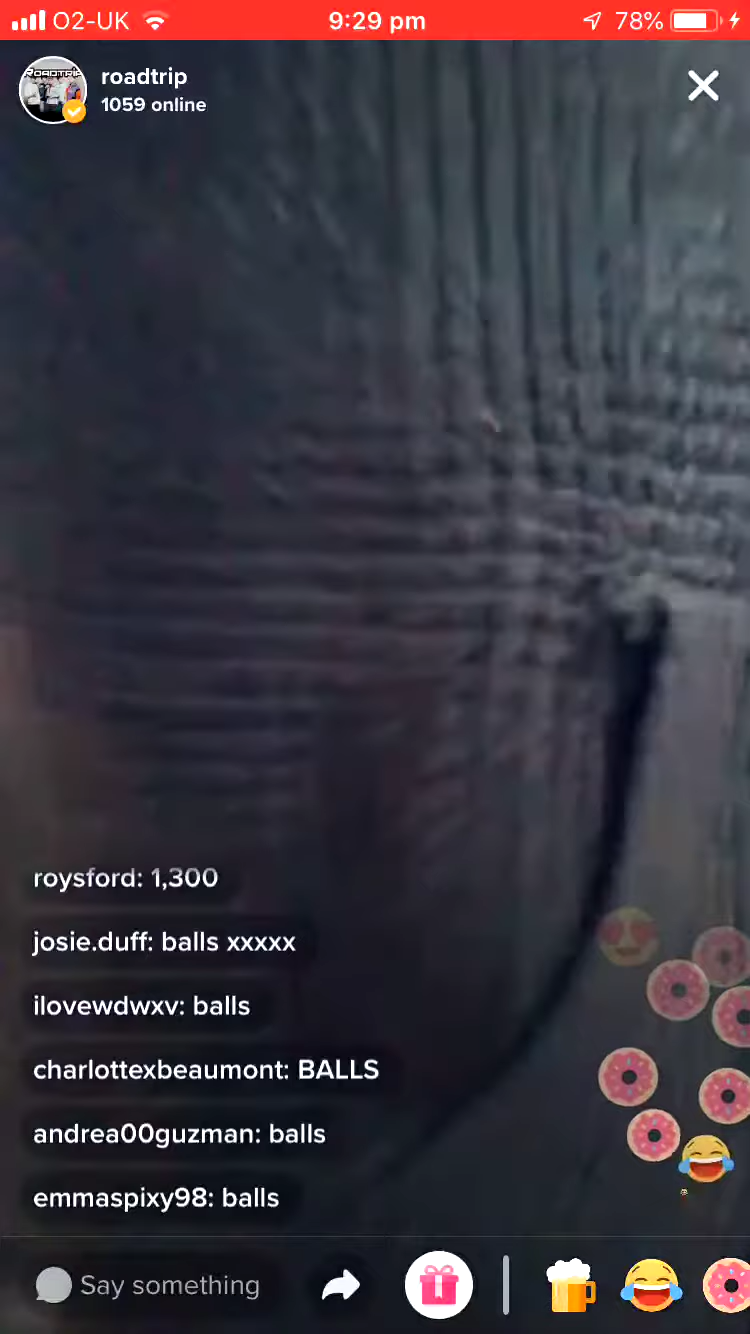 O2-UK 9:29 pm 78%
ROADTRIP
roadtrip
1059 online
roysford: 1,300
josie.duff: balls xxxxx
ilovewdwxv: balls
charlottexbeaumont: BALLS
andrea00guzman: balls
emmaspixy98: balls
Say something